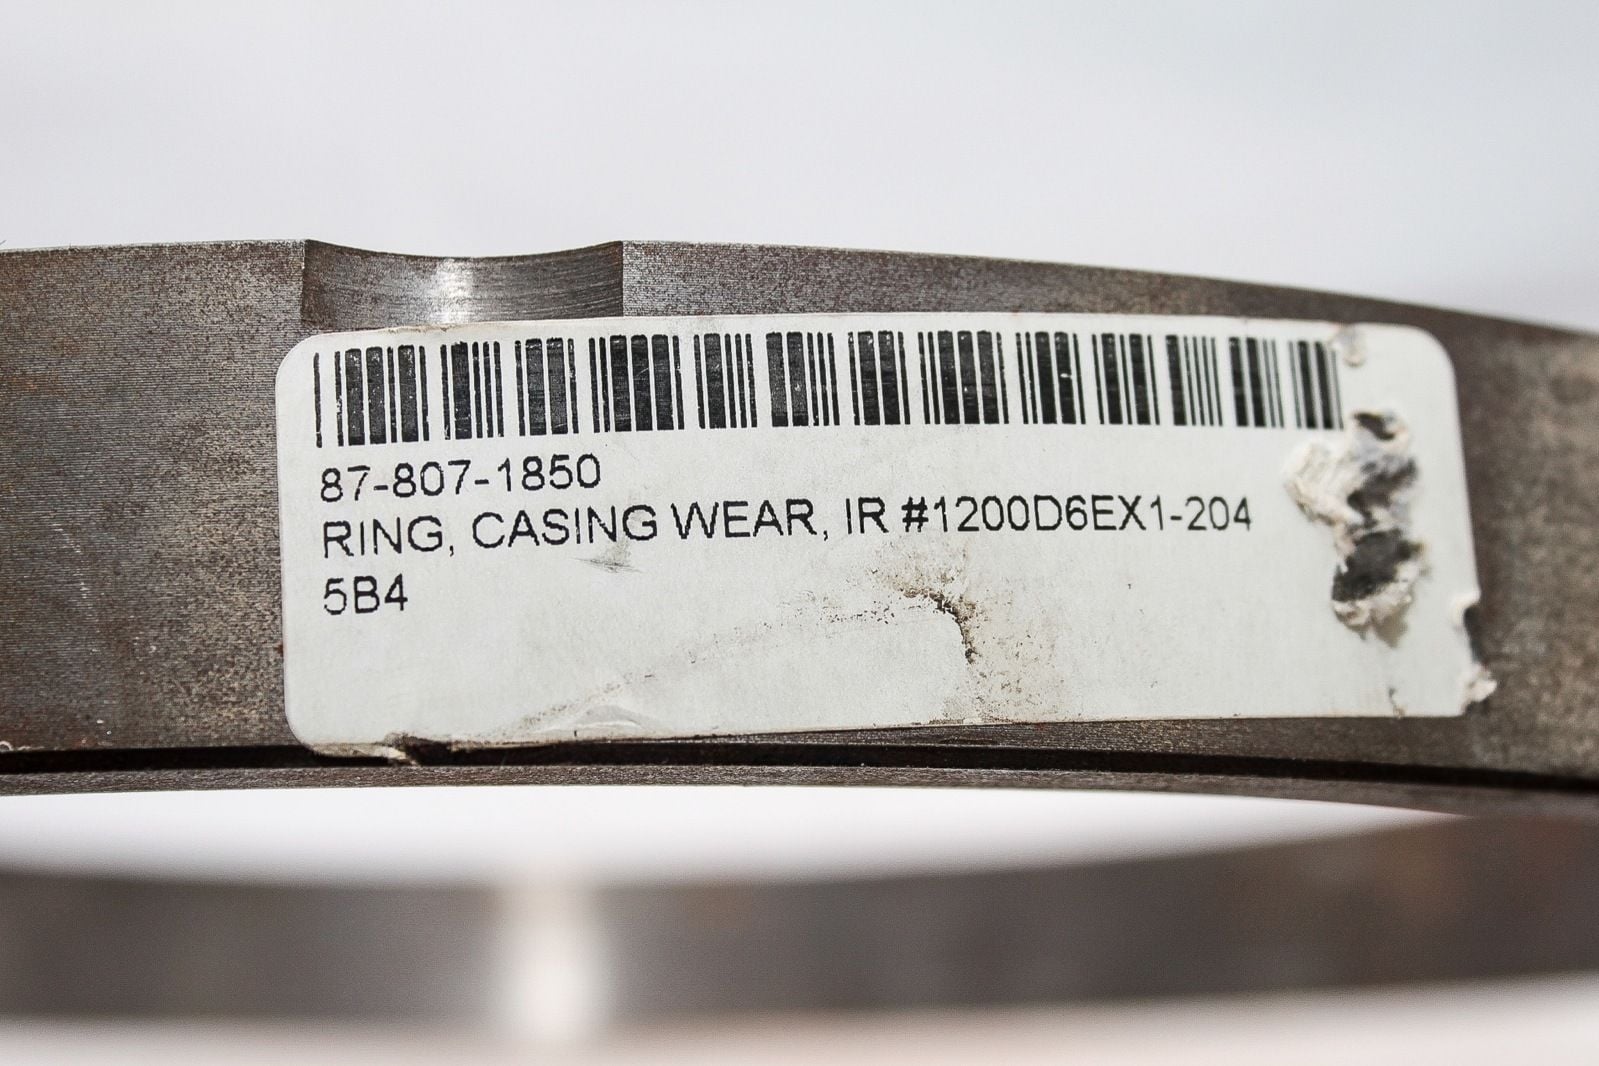 87-807-1850
RING, CASING WEAR, IR #1200D6EX1-204
5B4